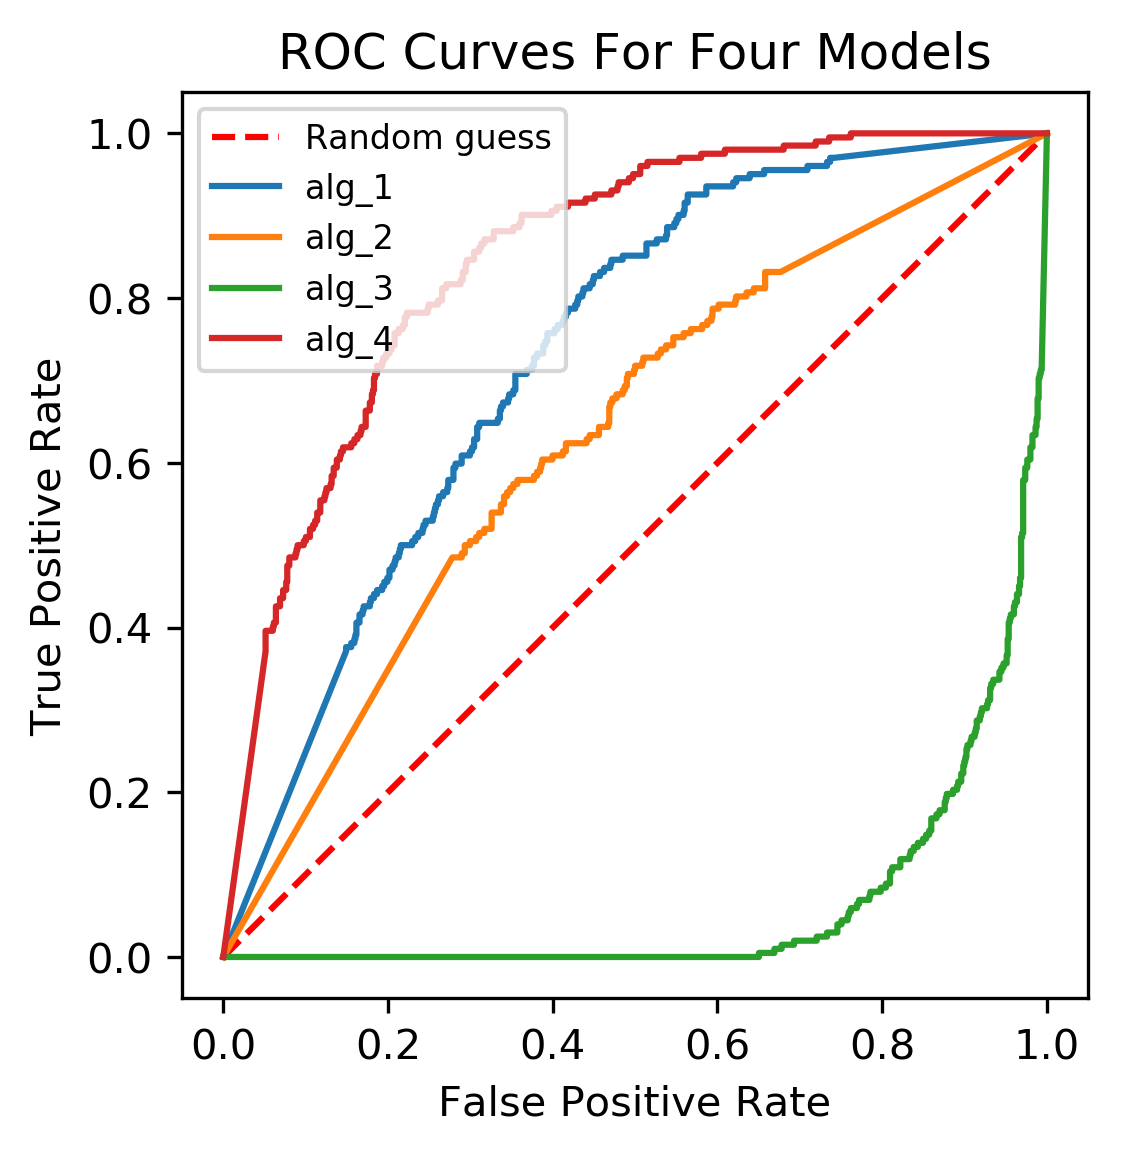 ROC Curves For Four Models
Random guess
alg_1
alg_2
alg_3
alg_4
1.0
0.8
0.6
0.4
0.2
0.0
True Positive Rate
0.0 0.2 0.4 0.6 0.8 1.0
False Positive Rate